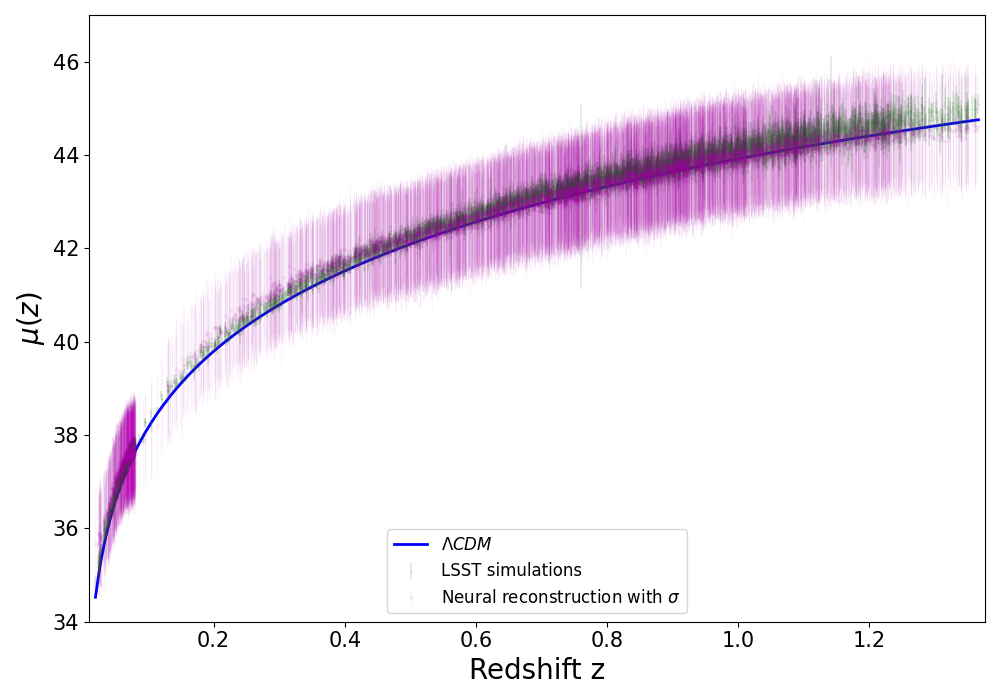 46
44
42
40
38
36
34
μ(z)
ΛCDM
LSST simulations
Neural reconstruction with σ
0.2 0.4 0.6 0.8 1.0 1.2
Redshift z